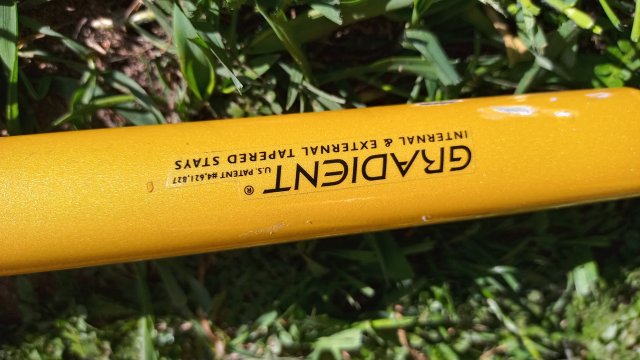 GRADIENT®
U.S. PATENT #4,621,827
INTERNAL & EXTERNAL TAPERED STAYS